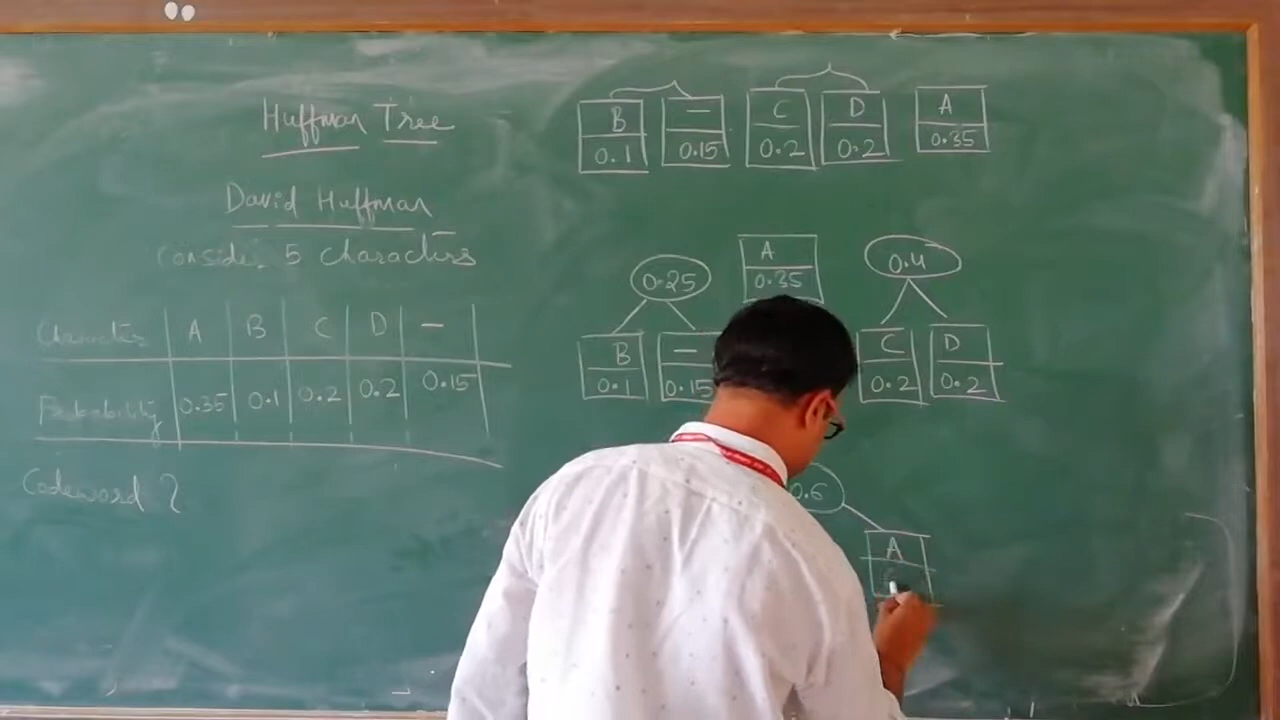 Huffman Tree
David Huffman
Consider 5 characters
Character A B C D —
Probability 0.35 0.1 0.2 0.2 0.15
Codeword ?
B — C D A
0.1 0.15 0.2 0.2 0.35
0.25 A 0.4
0.35
B — C D
0.1 0.15 0.2 0.2
0.6
A